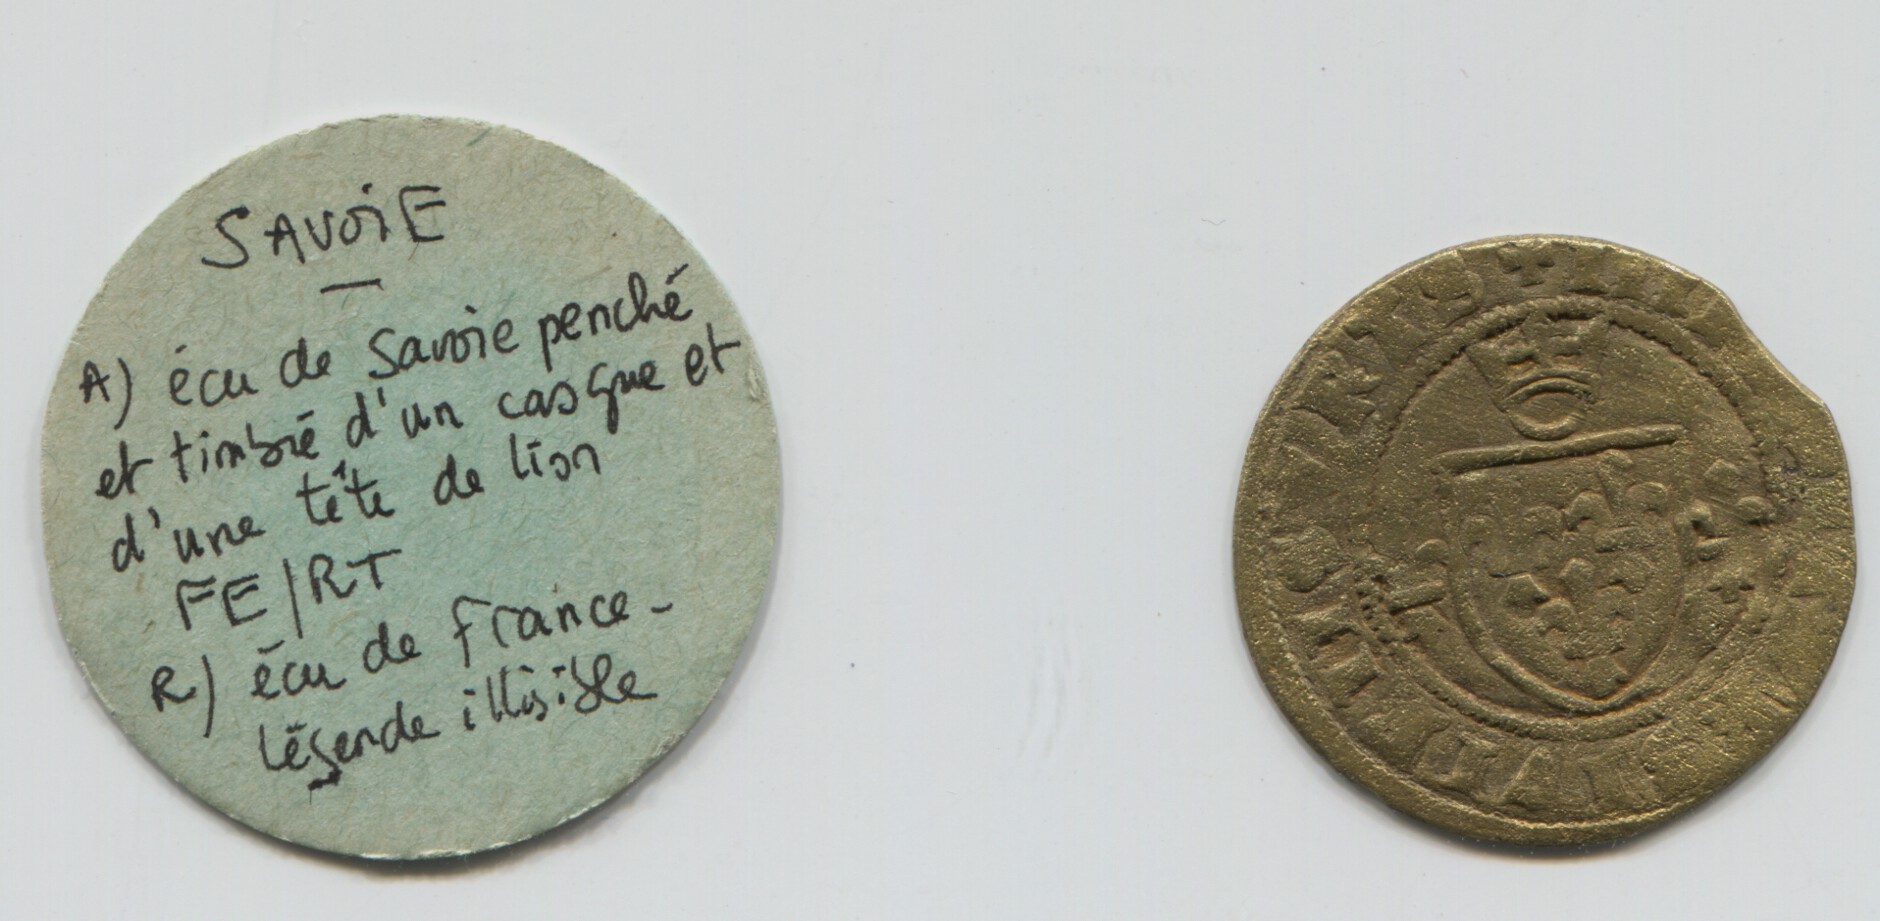 SAVOIE
A) écu de Savoie penché
et timbré d'un casque et
d'une tête de lion
FE/RT
R) écu de France -
légende illisible